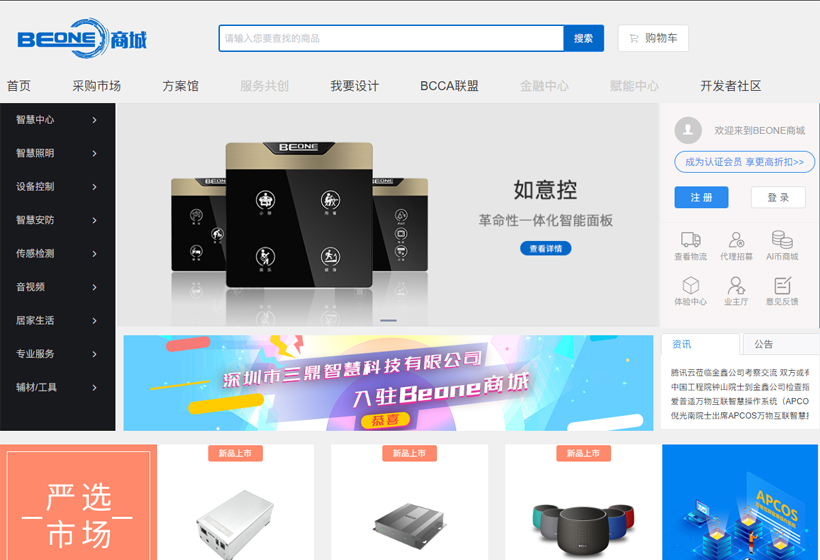 BEONE 商城
请输入您要查找的商品
搜索
购物车
首页
采购市场
方案馆
服务共创
我要设计
BCCA联盟
金融中心
赋能中心
开发者社区
智慧中心
智慧照明
设备控制
智慧安防
传感检测
音视频
居家生活
专业服务
辅材/工具
BEONE
如意控
革命性一体化智能面板
查看详情
欢迎来到BEONE商城
成为认证会员 享更高折扣>>
注 册
登 录
查看物流
代理招募
AI币商城
体验中心
业主厅
意见反馈
深圳市三鼎智慧科技有限公司
入驻Beone商城
恭喜
资讯
公告
腾讯云莅临金鑫公司考察交流 双方或有
中国工程院钟山院士到金鑫公司检查指
爱普适万物互联智慧操作系统（APCO
倪光南院士出席APCOS万物互联智慧
严选
市场
新品上市
新品上市
新品上市
APCOS